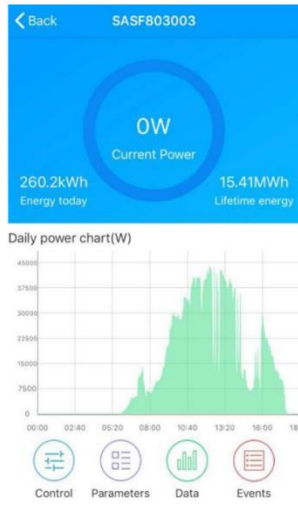 Back SASF803003
0W
Current Power
260.2kWh 15.41MWh
Energy today Lifetime energy
Daily power chart(W)
45000
37500
30000
22500
15000
7500
0
00:00 02:40 05:20 08:00 10:40 13:20 16:00 18
Control Parameters Data Events